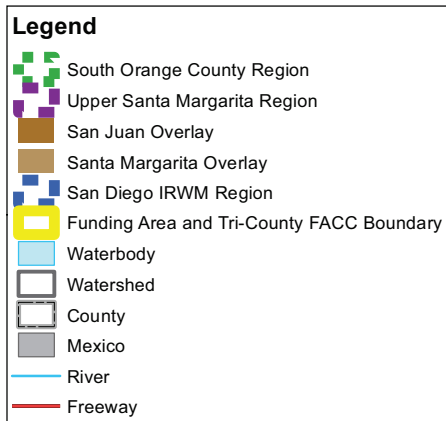 Legend
South Orange County Region
Upper Santa Margarita Region
San Juan Overlay
Santa Margarita Overlay
San Diego IRWM Region
Funding Area and Tri-County FACC Boundary
Waterbody
Watershed
County
Mexico
River
Freeway